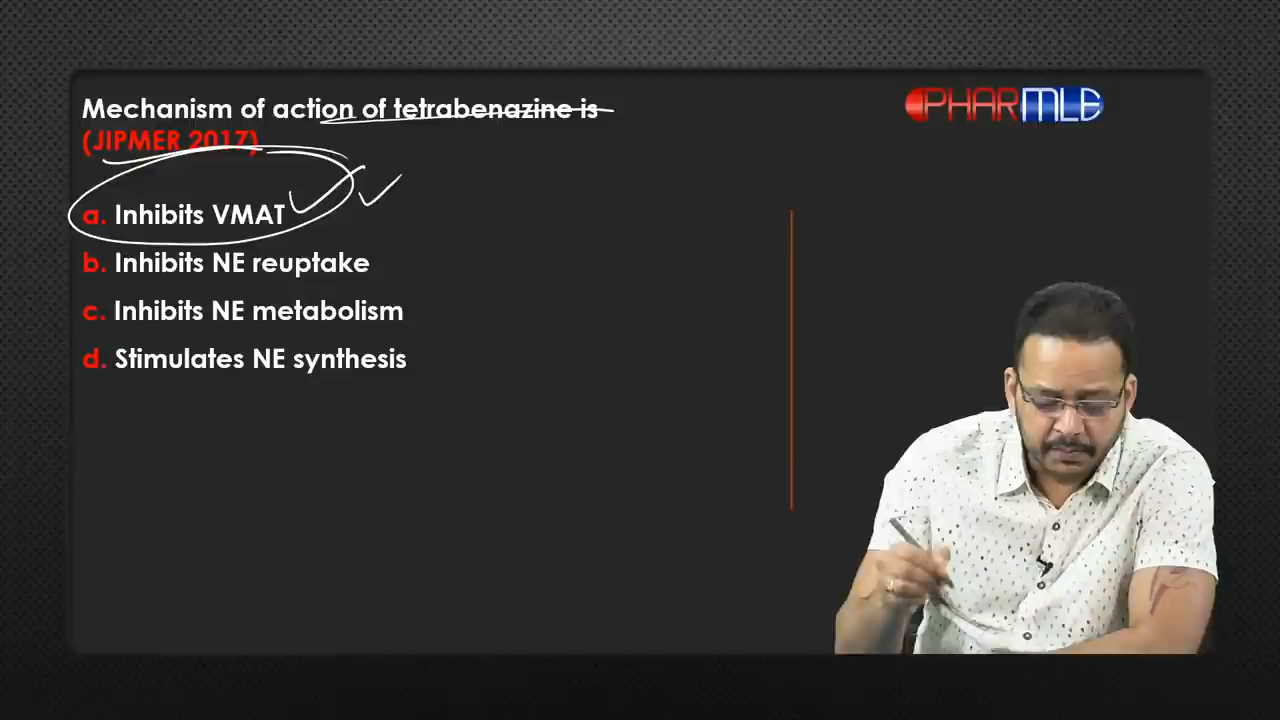 Mechanism of action of tetrabenazine is
(JIPMER 2017)
a. Inhibits VMAT
b. Inhibits NE reuptake
c. Inhibits NE metabolism
d. Stimulates NE synthesis
PHARMLE